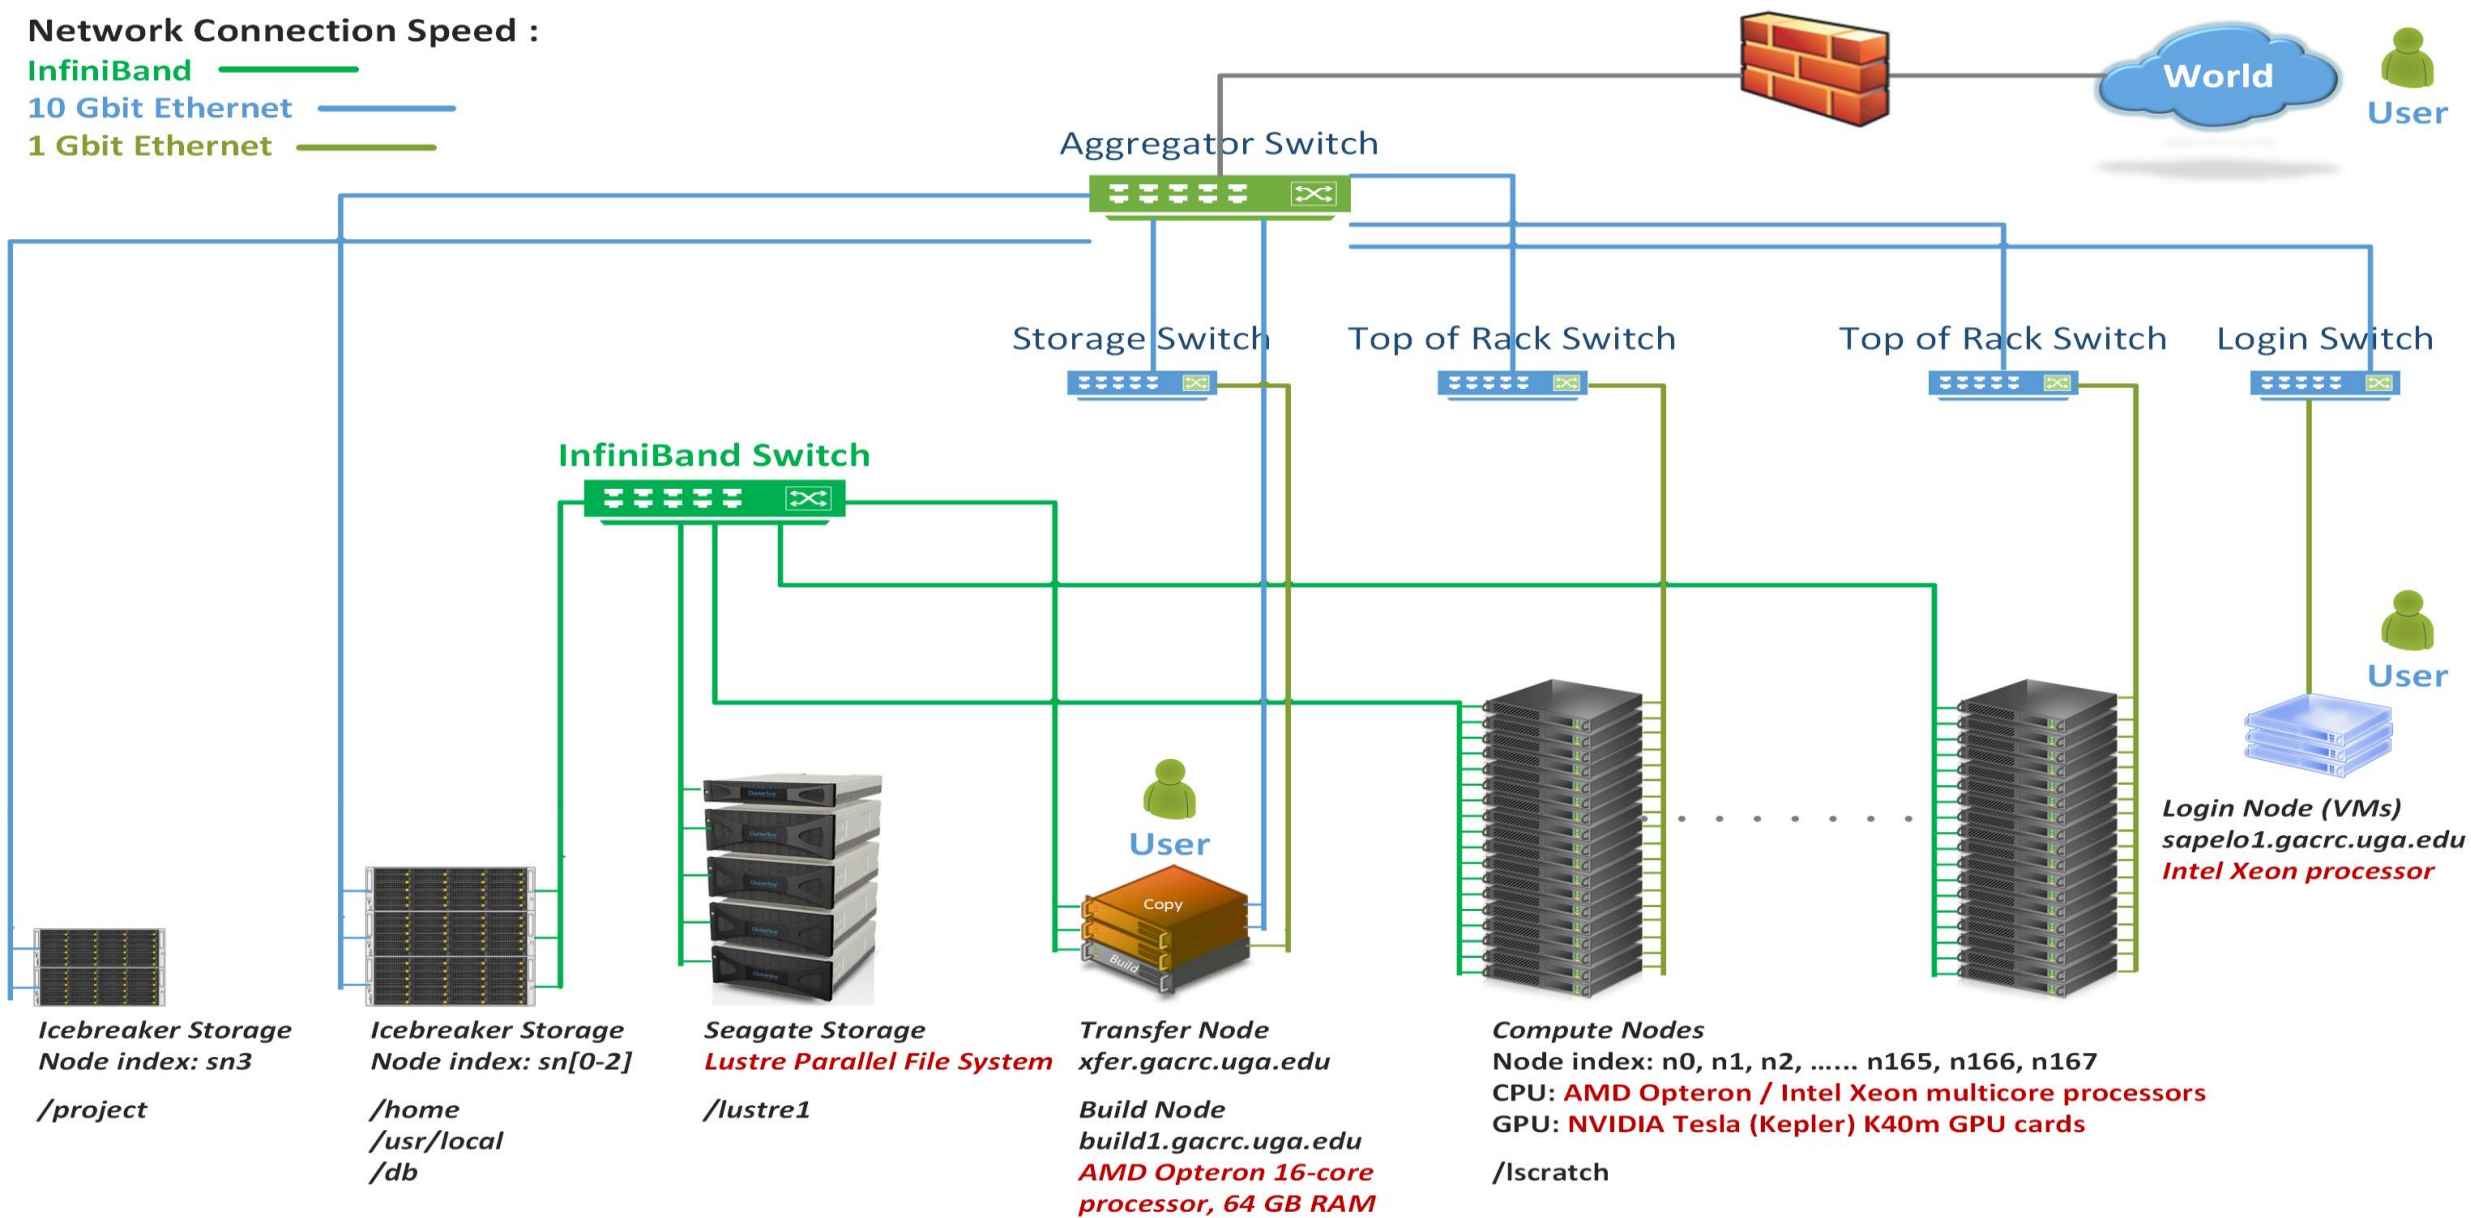 Network Connection Speed :
InfiniBand
10 Gbit Ethernet
1 Gbit Ethernet
World
User
Aggregator Switch
Storage Switch
Top of Rack Switch
Top of Rack Switch
Login Switch
InfiniBand Switch
User
User
Copy
Build
Login Node (VMs)
sapelo1.gacrc.uga.edu
Intel Xeon processor
Icebreaker Storage
Node index: sn3
/project
Icebreaker Storage
Node index: sn[0-2]
/home
/usr/local
/db
Seagate Storage
Lustre Parallel File System
/lustre1
Transfer Node
xfer.gacrc.uga.edu
Build Node
build1.gacrc.uga.edu
AMD Opteron 16-core
processor, 64 GB RAM
Compute Nodes
Node index: n0, n1, n2, …... n165, n166, n167
CPU: AMD Opteron / Intel Xeon multicore processors
GPU: NVIDIA Tesla (Kepler) K40m GPU cards
/lscratch